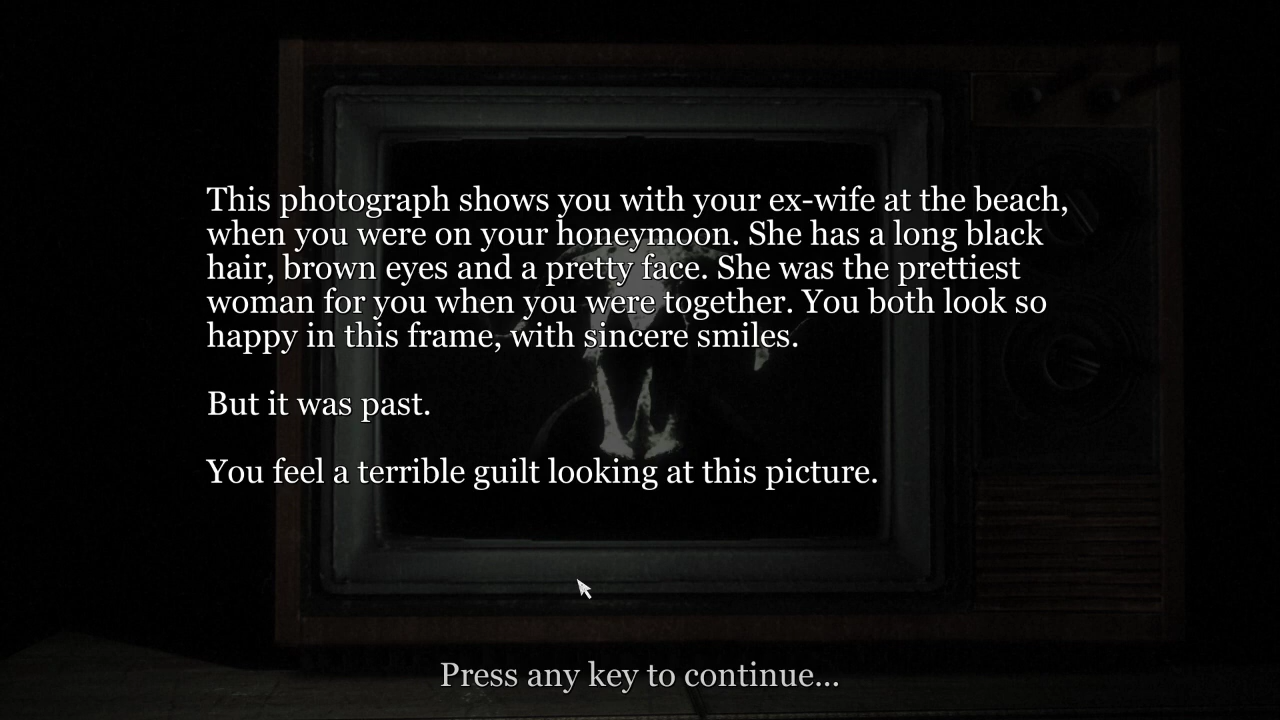 This photograph shows you with your ex-wife at the beach,
when you were on your honeymoon. She has a long black
hair, brown eyes and a pretty face. She was the prettiest
woman for you when you were together. You both look so
happy in this frame, with sincere smiles.
But it was past.
You feel a terrible guilt looking at this picture.
Press any key to continue...